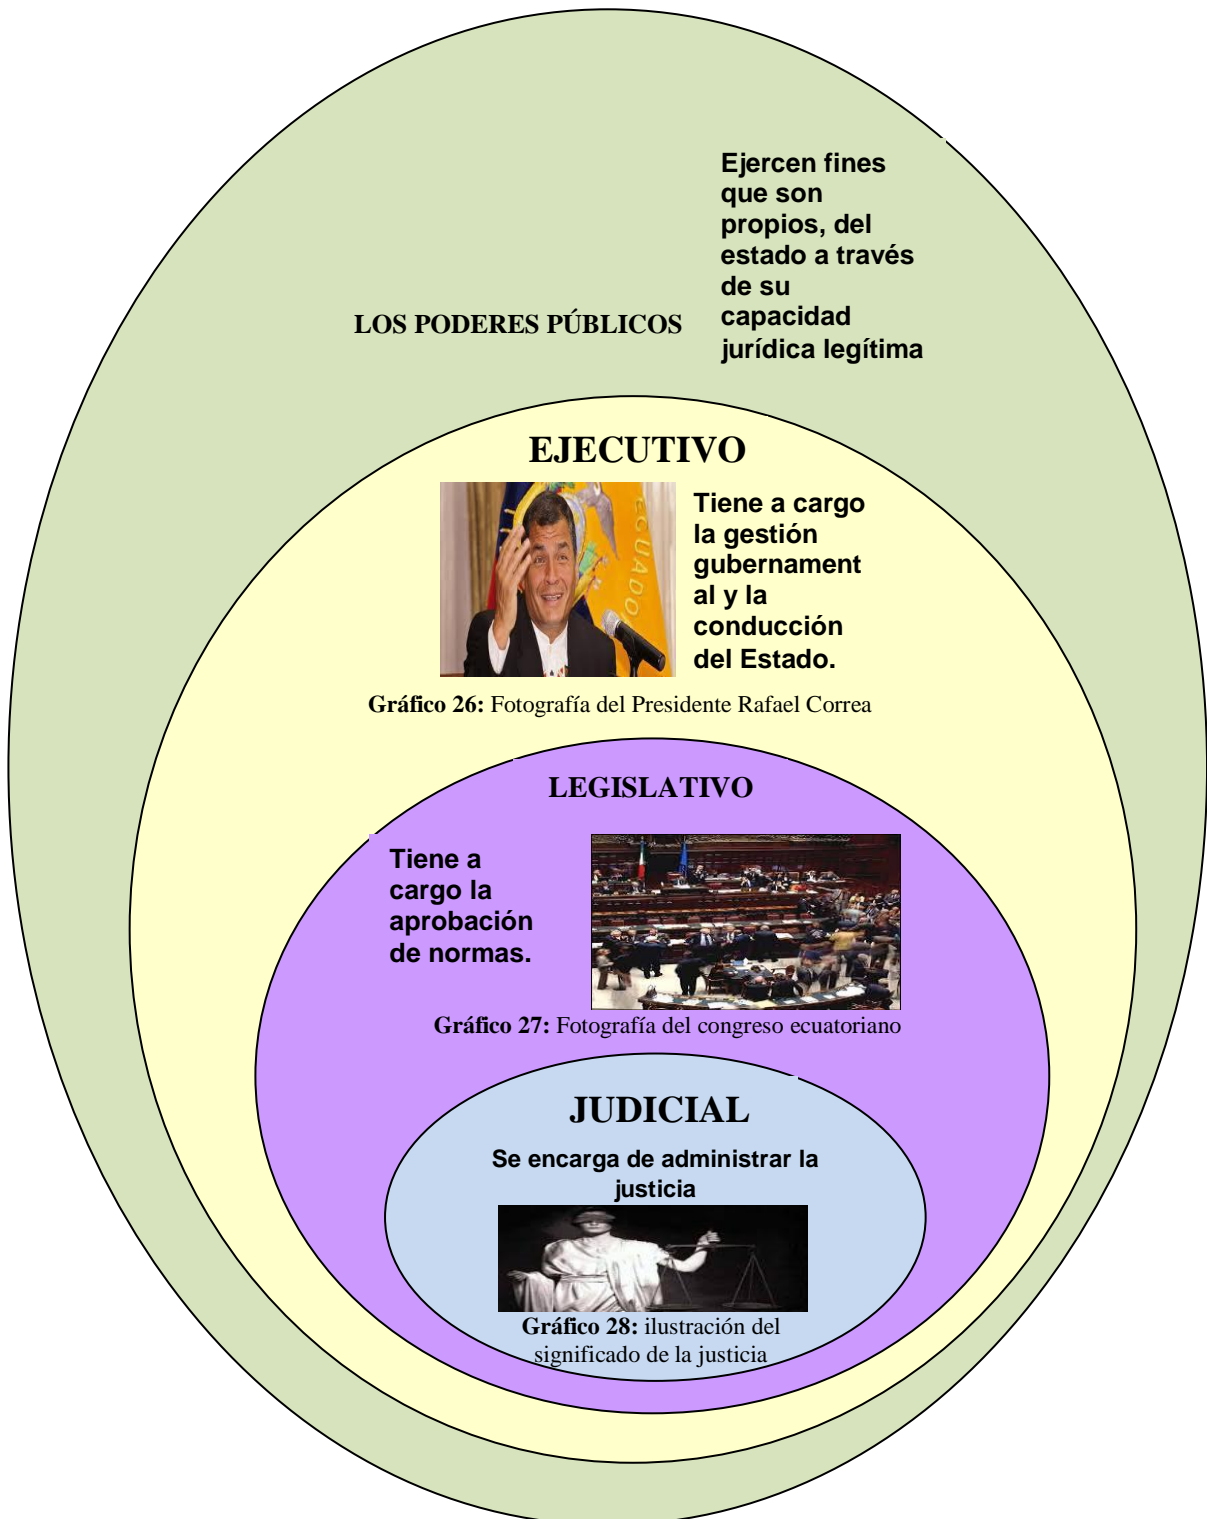 Ejercen fines
que son
propios, del
estado a través
de su
capacidad
jurídica legítima
LOS PODERES PÚBLICOS
EJECUTIVO
ECUADOR
Tiene a cargo
la gestión
gubernament
al y la
conducción
del Estado.
Gráfico 26: Fotografía del Presidente Rafael Correa
LEGISLATIVO
Tiene a
cargo la
aprobación
de normas.
Gráfico 27: Fotografía del congreso ecuatoriano
JUDICIAL
Se encarga de administrar la
justicia
Gráfico 28: ilustración del
significado de la justicia